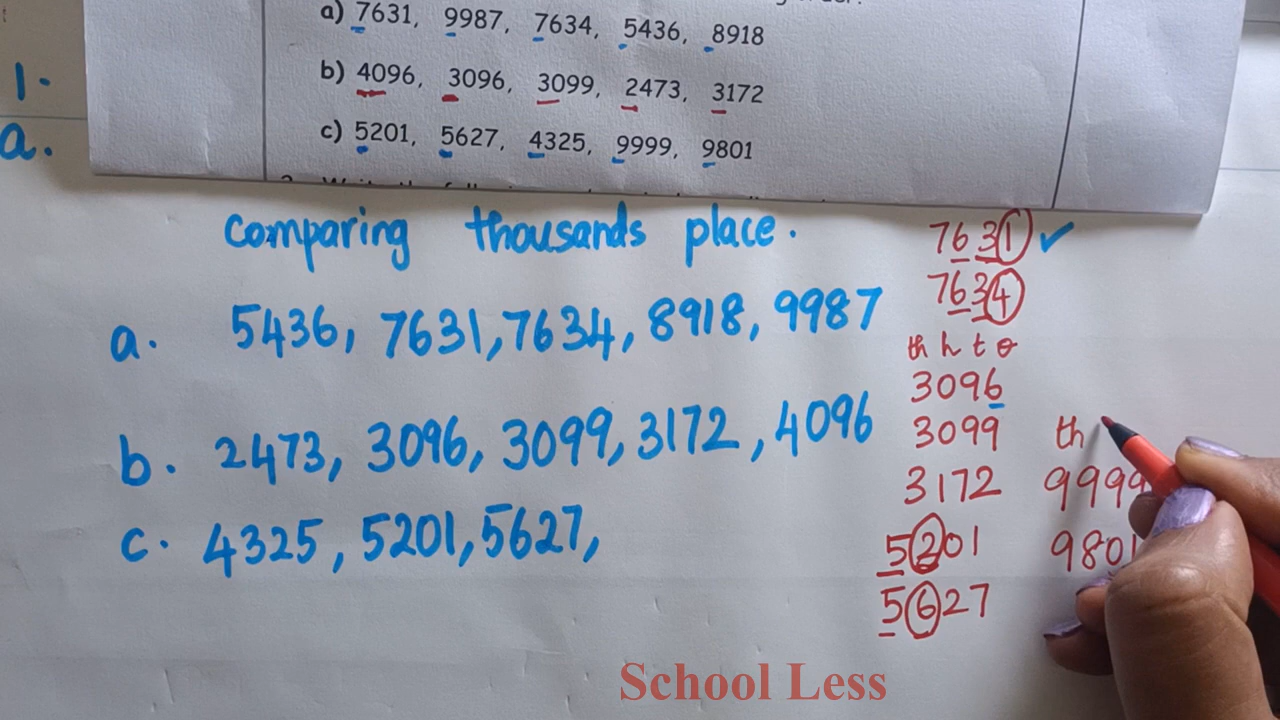 a) 7631, 9987, 7634, 5436, 8918
1.
b) 4096, 3096, 3099, 2473, 3172
a.
c) 5201, 5627, 4325, 9999, 9801
comparing thousands place.
a. 5436, 7631, 7634, 8918, 9987
b. 2473, 3096, 3099, 3172, 4096
c. 4325, 5201, 5627,
7631 ✓
7634
th h t o
3096
3099
3172
5201
5627
th
9999
9801
School Less